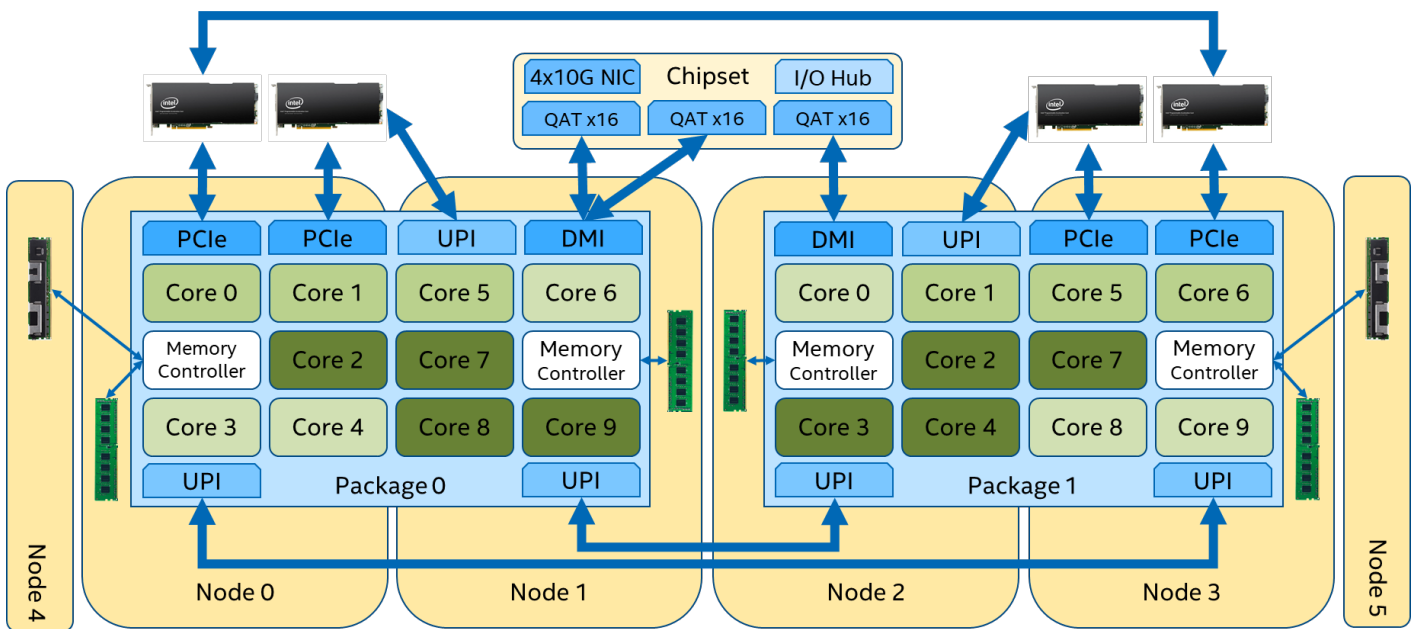 4x10G NIC
Chipset
I/O Hub
QAT x16
QAT x16
QAT x16
intel
intel
intel
intel
PCIe
PCIe
UPI
DMI
DMI
UPI
PCIe
PCIe
Core 0
Core 1
Core 5
Core 6
Core 0
Core 1
Core 5
Core 6
Memory
Controller
Core 2
Core 7
Memory
Controller
Memory
Controller
Core 2
Core 7
Memory
Controller
Core 3
Core 4
Core 8
Core 9
Core 3
Core 4
Core 8
Core 9
UPI
Package 0
UPI
UPI
Package 1
UPI
Node 4
Node 0
Node 1
Node 2
Node 3
Node 5